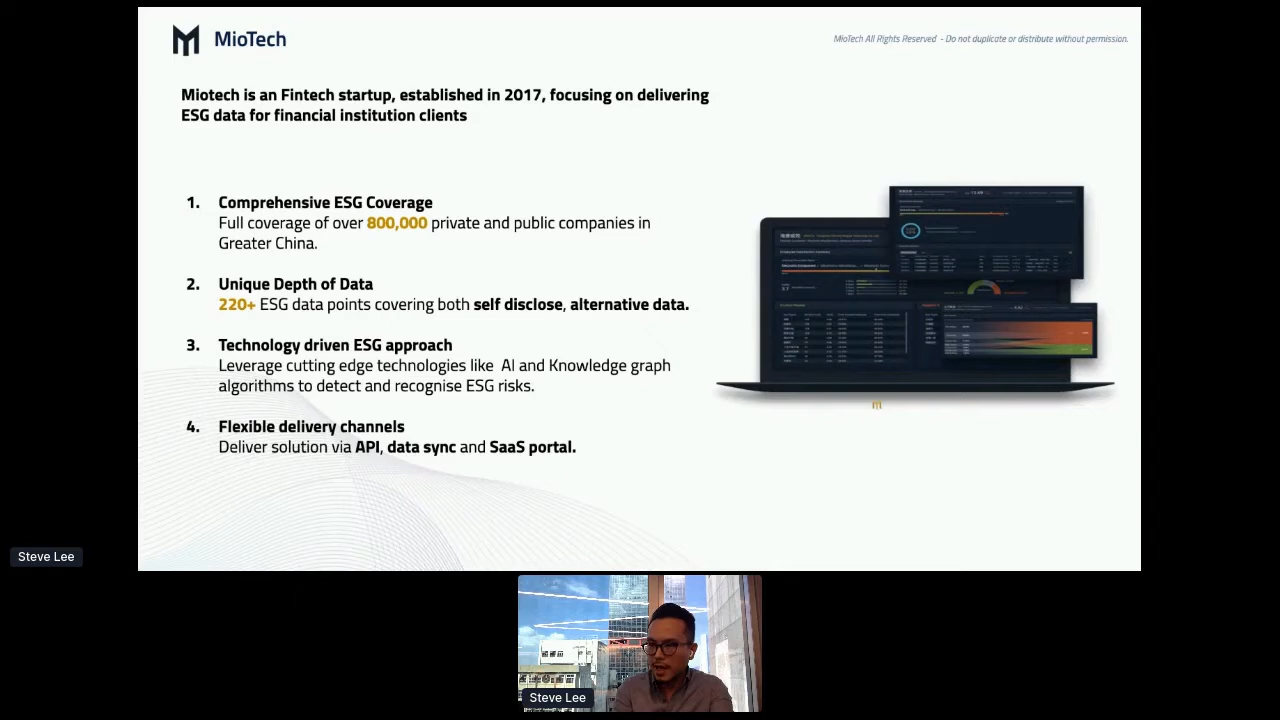 MioTech
MioTech All Rights Reserved - Do not duplicate or distribute without permission.
Miotech is an Fintech startup, established in 2017, focusing on delivering
ESG data for financial institution clients
1. Comprehensive ESG Coverage
Full coverage of over 800,000 private and public companies in
Greater China.
2. Unique Depth of Data
220+ ESG data points covering both self disclose, alternative data.
3. Technology driven ESG approach
Leverage cutting edge technologies like AI and Knowledge graph
algorithms to detect and recognise ESG risks.
4. Flexible delivery channels
Deliver solution via API, data sync and SaaS portal.
Steve Lee
Steve Lee